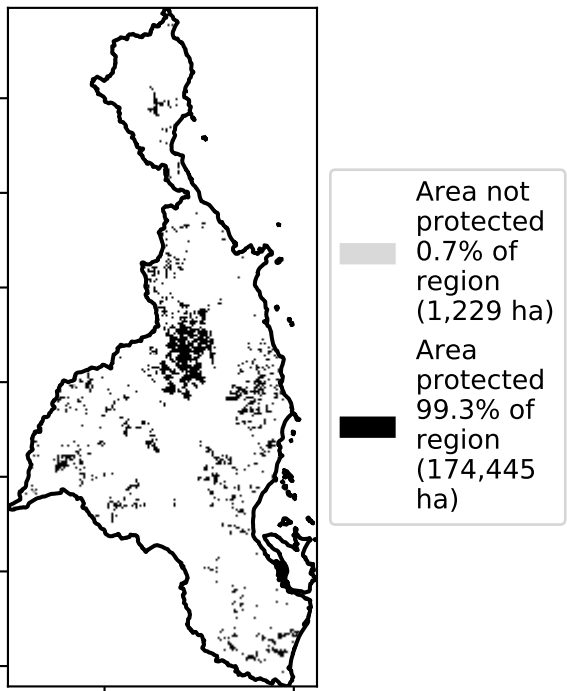 Area not
protected
0.7% of
region
(1,229 ha)
Area
protected
99.3% of
region
(174,445
ha)